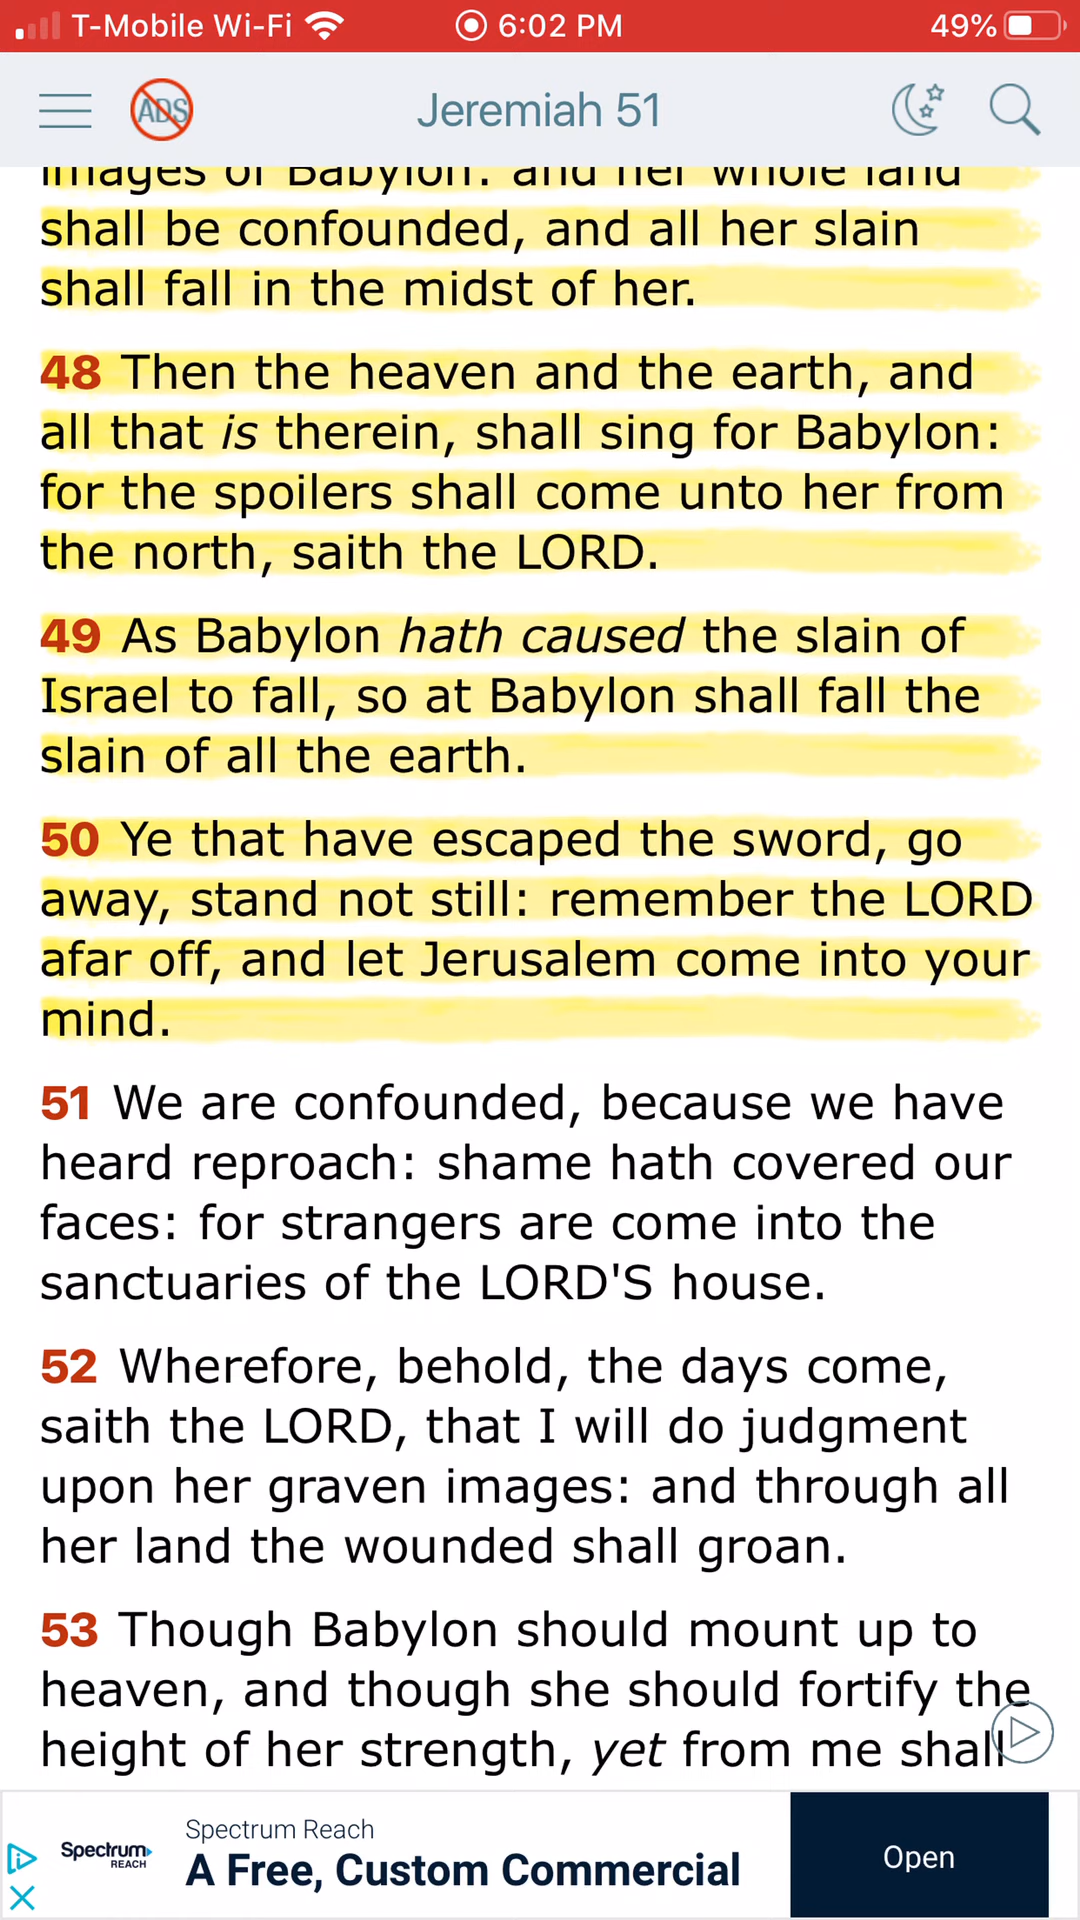 T-Mobile Wi-Fi 6:02 PM 49%
ADS Jeremiah 51
images of Babylon: and her whole land
shall be confounded, and all her slain
shall fall in the midst of her.
48 Then the heaven and the earth, and
all that is therein, shall sing for Babylon:
for the spoilers shall come unto her from
the north, saith the LORD.
49 As Babylon hath caused the slain of
Israel to fall, so at Babylon shall fall the
slain of all the earth.
50 Ye that have escaped the sword, go
away, stand not still: remember the LORD
afar off, and let Jerusalem come into your
mind.
51 We are confounded, because we have
heard reproach: shame hath covered our
faces: for strangers are come into the
sanctuaries of the LORD'S house.
52 Wherefore, behold, the days come,
saith the LORD, that I will do judgment
upon her graven images: and through all
her land the wounded shall groan.
53 Though Babylon should mount up to
heaven, and though she should fortify the
height of her strength, yet from me shall
Spectrum Reach
Spectrum
REACH
A Free, Custom Commercial
Open